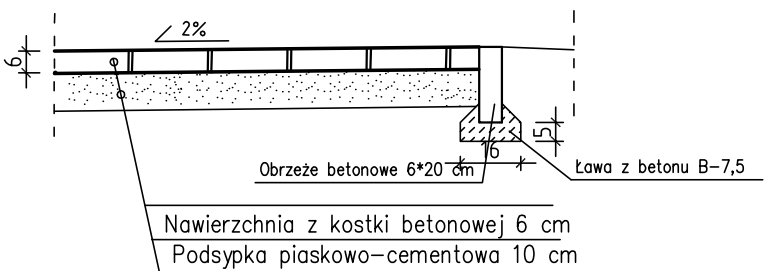 2%
6
5
6
Obrzeże betonowe 6*20 cm
Ława z betonu B-7,5
Nawierzchnia z kostki betonowej 6 cm
Podsypka piaskowo-cementowa 10 cm